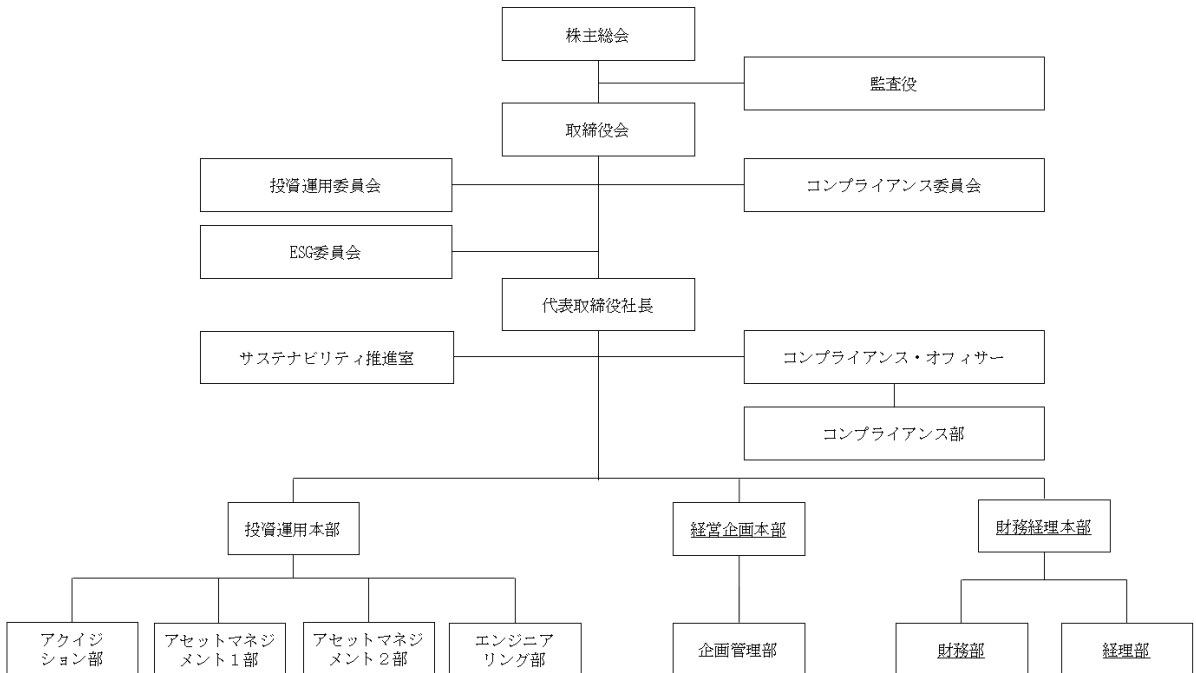 株主総会
監査役
取締役会
投資運用委員会
コンプライアンス委員会
ESG委員会
代表取締役社長
サステナビリティ推進室
コンプライアンス・オフィサー
コンプライアンス部
投資運用本部
経営企画本部
財務経理本部
アクイジ
ション部
アセットマネジ
メント１部
アセットマネジ
メント２部
エンジニア
リング部
企画管理部
財務部
経理部